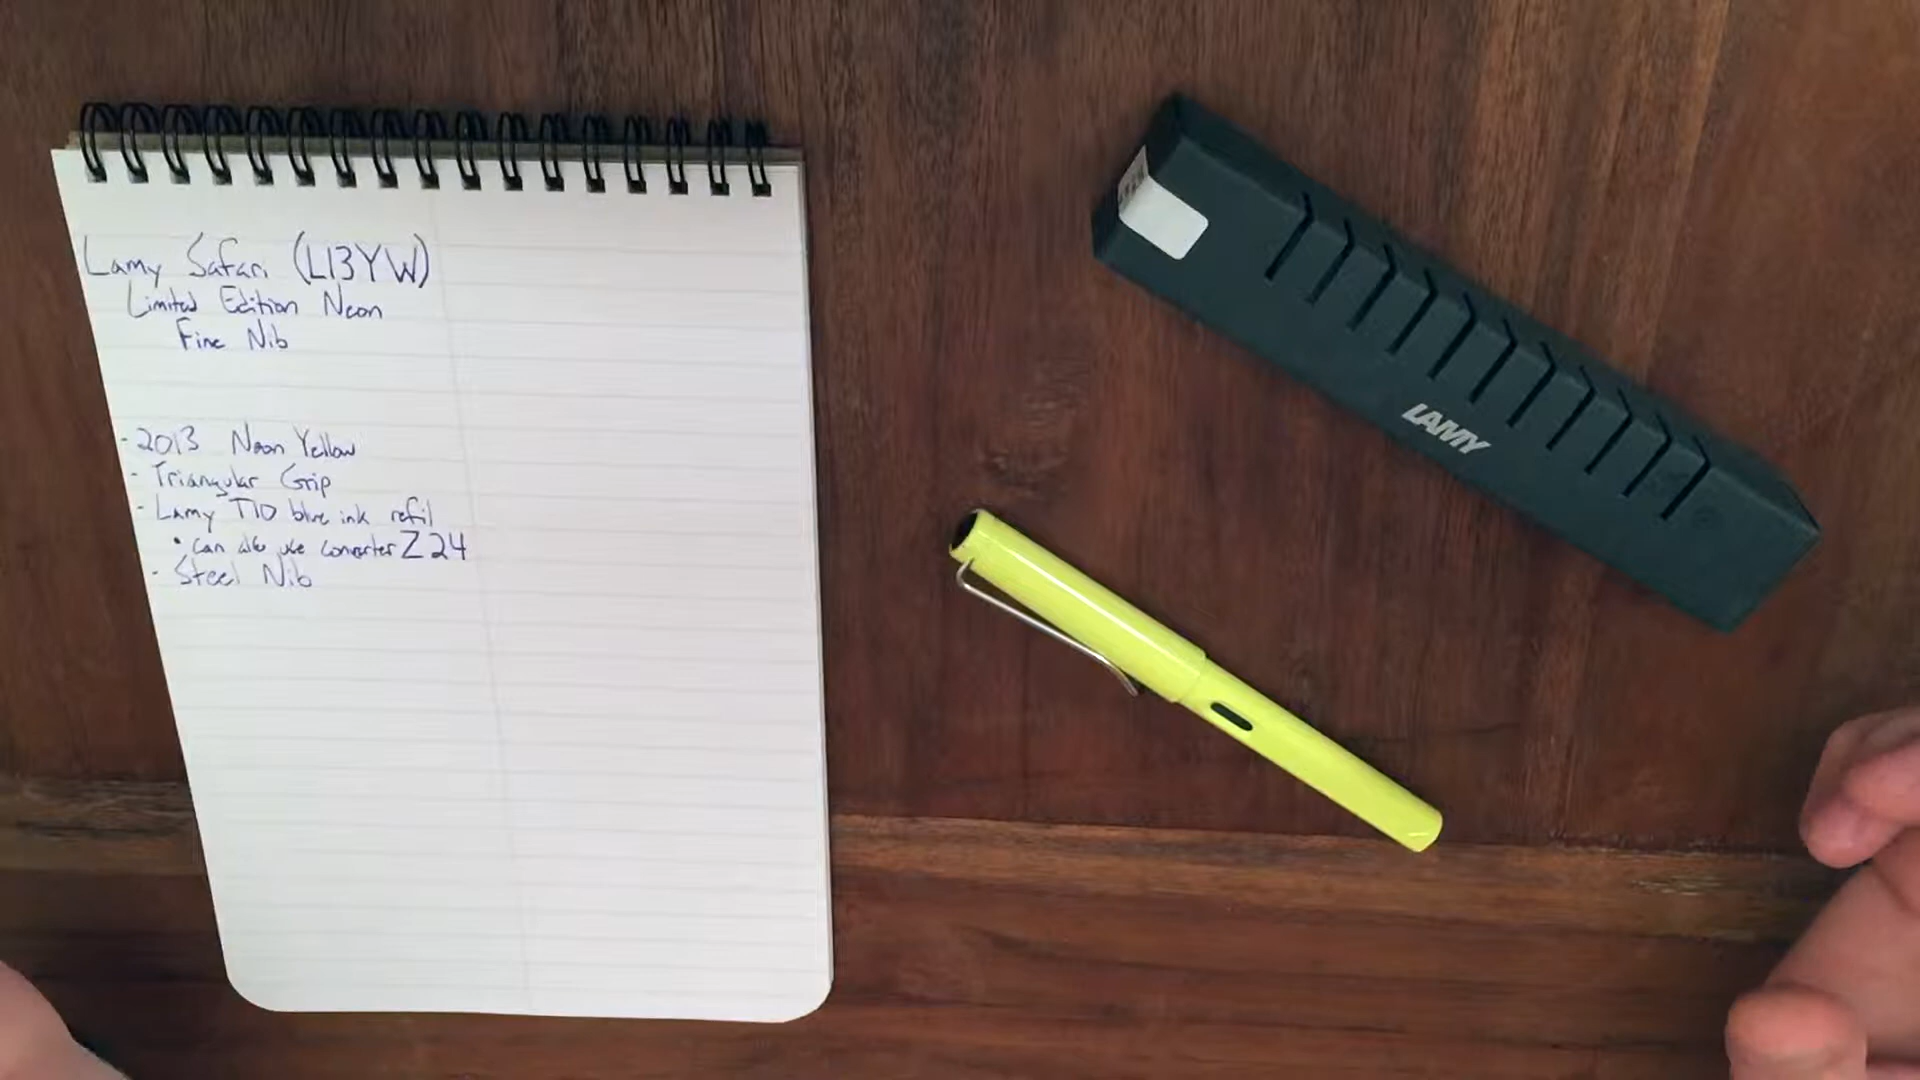 Lamy Safari (L13YW)
Limited Edition Neon
Fine Nib
- 2013 Neon Yellow
- Triangular Grip
- Lamy T10 blue ink refil
• can also use converter Z24
- Steel Nib
LAMY